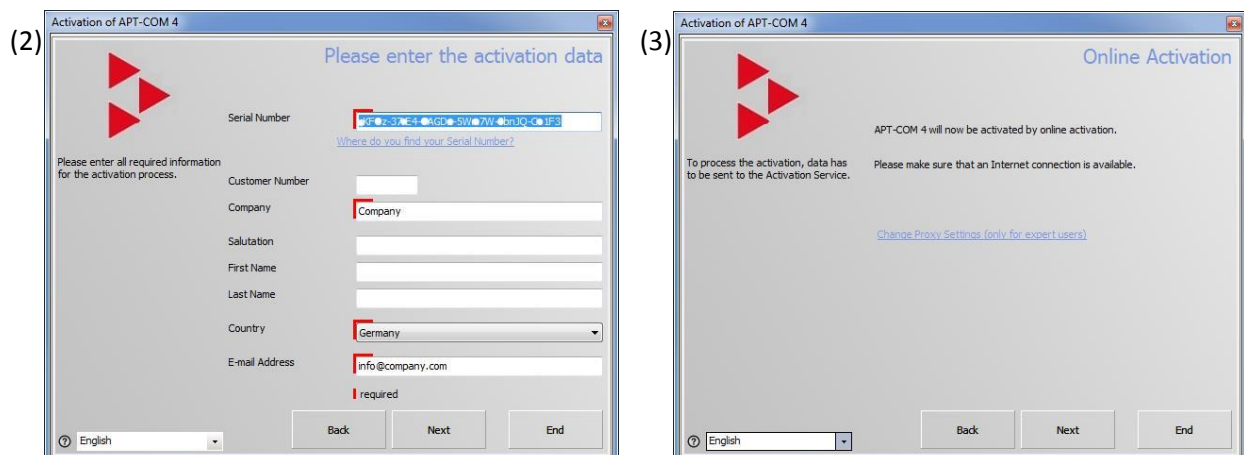 (2)
Activation of APT-COM 4
Please enter the activation data
Serial Number
Where do you find your Serial Number?
Please enter all required information
for the activation process.
Customer Number
Company Company
Salutation
First Name
Last Name
Country Germany
E-mail Address info@company.com
required
Back Next End
English
(3)
Activation of APT-COM 4
Online Activation
APT-COM 4 will now be activated by online activation.
To process the activation, data has
to be sent to the Activation Service.
Please make sure that an Internet connection is available.
Change Proxy Settings (only for expert users)
Back Next End
English